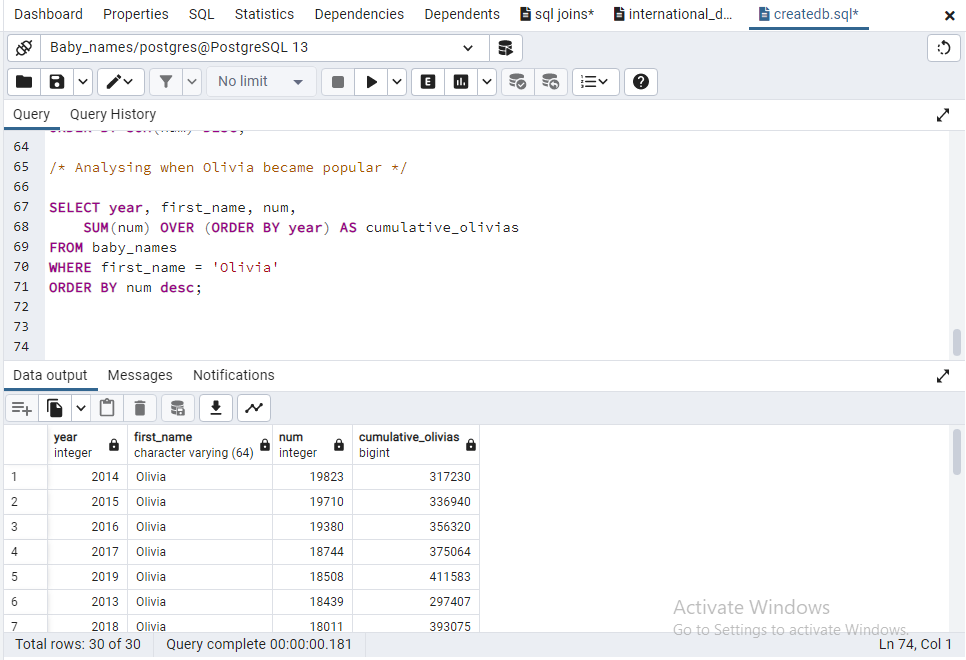 Dashboard Properties SQL Statistics Dependencies Dependents sql joins* international_d... createdb.sql*
Baby_names/postgres@PostgreSQL 13
No limit
E
Query Query History
ORDER BY SUM(num) DESC;
64
65 /* Analysing when Olivia became popular */
66
67 SELECT year, first_name, num,
68 SUM(num) OVER (ORDER BY year) AS cumulative_olivias
69 FROM baby_names
70 WHERE first_name = 'Olivia'
71 ORDER BY num desc;
72
73
74
Data output Messages Notifications
year first_name num cumulative_olivias
integer character varying (64) integer bigint
1 2014 Olivia 19823 317230
2 2015 Olivia 19710 336940
3 2016 Olivia 19380 356320
4 2017 Olivia 18744 375064
5 2019 Olivia 18508 411583
6 2013 Olivia 18439 297407
7 2018 Olivia 18011 393075
Activate Windows
Go to Settings to activate Windows.
Total rows: 30 of 30 Query complete 00:00:00.181 Ln 74, Col 1